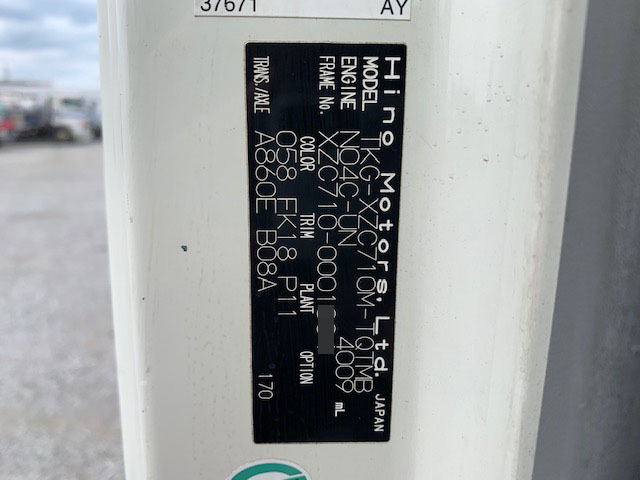 37671 AY
Hino Motors, Ltd. JAPAN
MODEL TKG-XZC710M-TQTMB
ENGINE N04C-UN 4009 mL
FRAME No. XZC710-0001
COLOR TRIM PLANT OPTION
058 FK18 P11
TRANS./AXLE A860E B08A 170